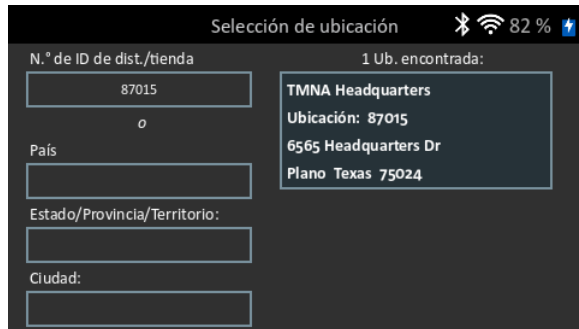 Selección de ubicación 82 %
N.° de ID de dist./tienda
87015
o
País
Estado/Provincia/Territorio:
Ciudad:
1 Ub. encontrada:
TMNA Headquarters
Ubicación: 87015
6565 Headquarters Dr
Plano Texas 75024